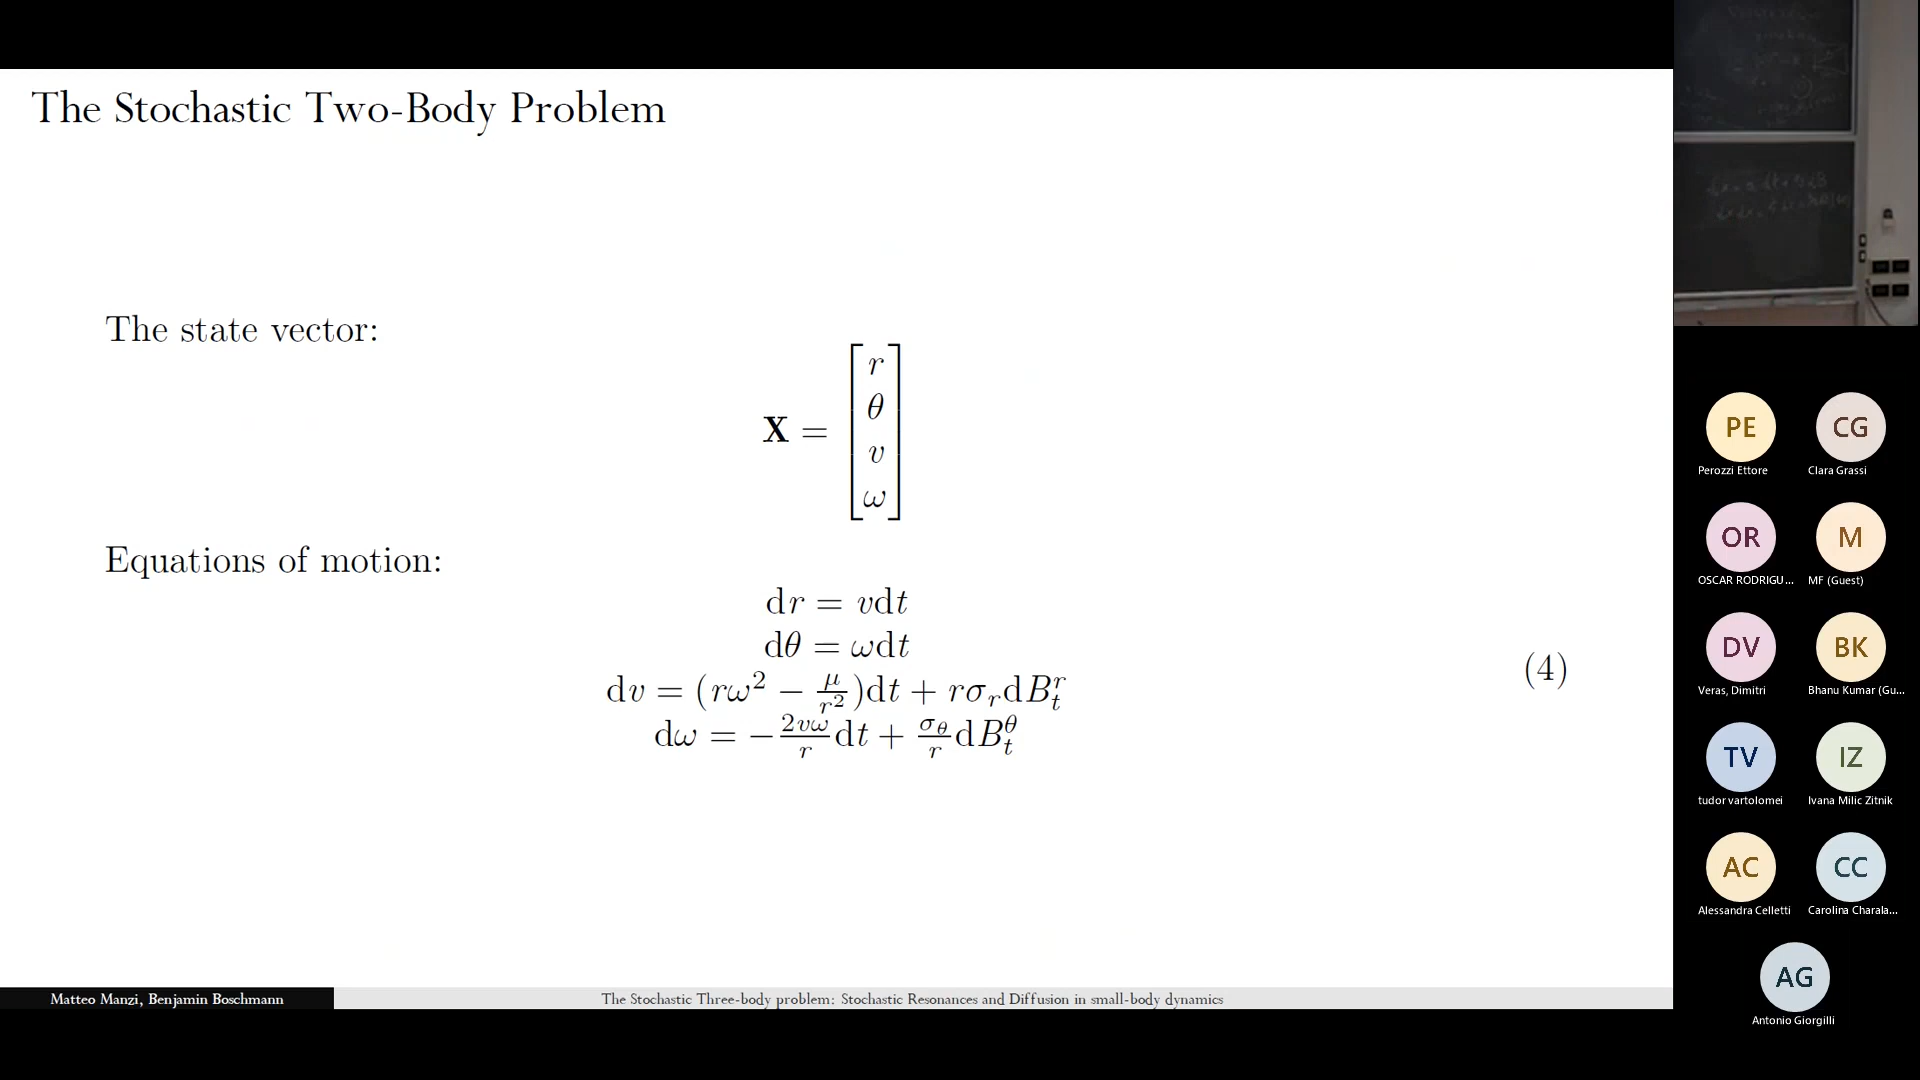 The Stochastic Two-Body Problem
The state vector:
X = [r θ v ω]
Equations of motion:
dr = vdt
dθ = ωdt
dv = (rω² − μ/r²)dt + rσ_r dB_t^r
dω = −2vω/r dt + σ_θ/r dB_t^θ
(4)
Matteo Manzi, Benjamin Boschmann
The Stochastic Three-body problem: Stochastic Resonances and Diffusion in small-body dynamics
PE
Perozzi Ettore
CG
Clara Grassi
OR
OSCAR RODRIGU...
M
MF (Guest)
DV
Veras, Dimitri
BK
Bhanu Kumar (Gu...
TV
tudor vartolomei
IZ
Ivana Milic Zitnik
AC
Alessandra Celletti
CC
Carolina Charala...
AG
Antonio Giorgilli